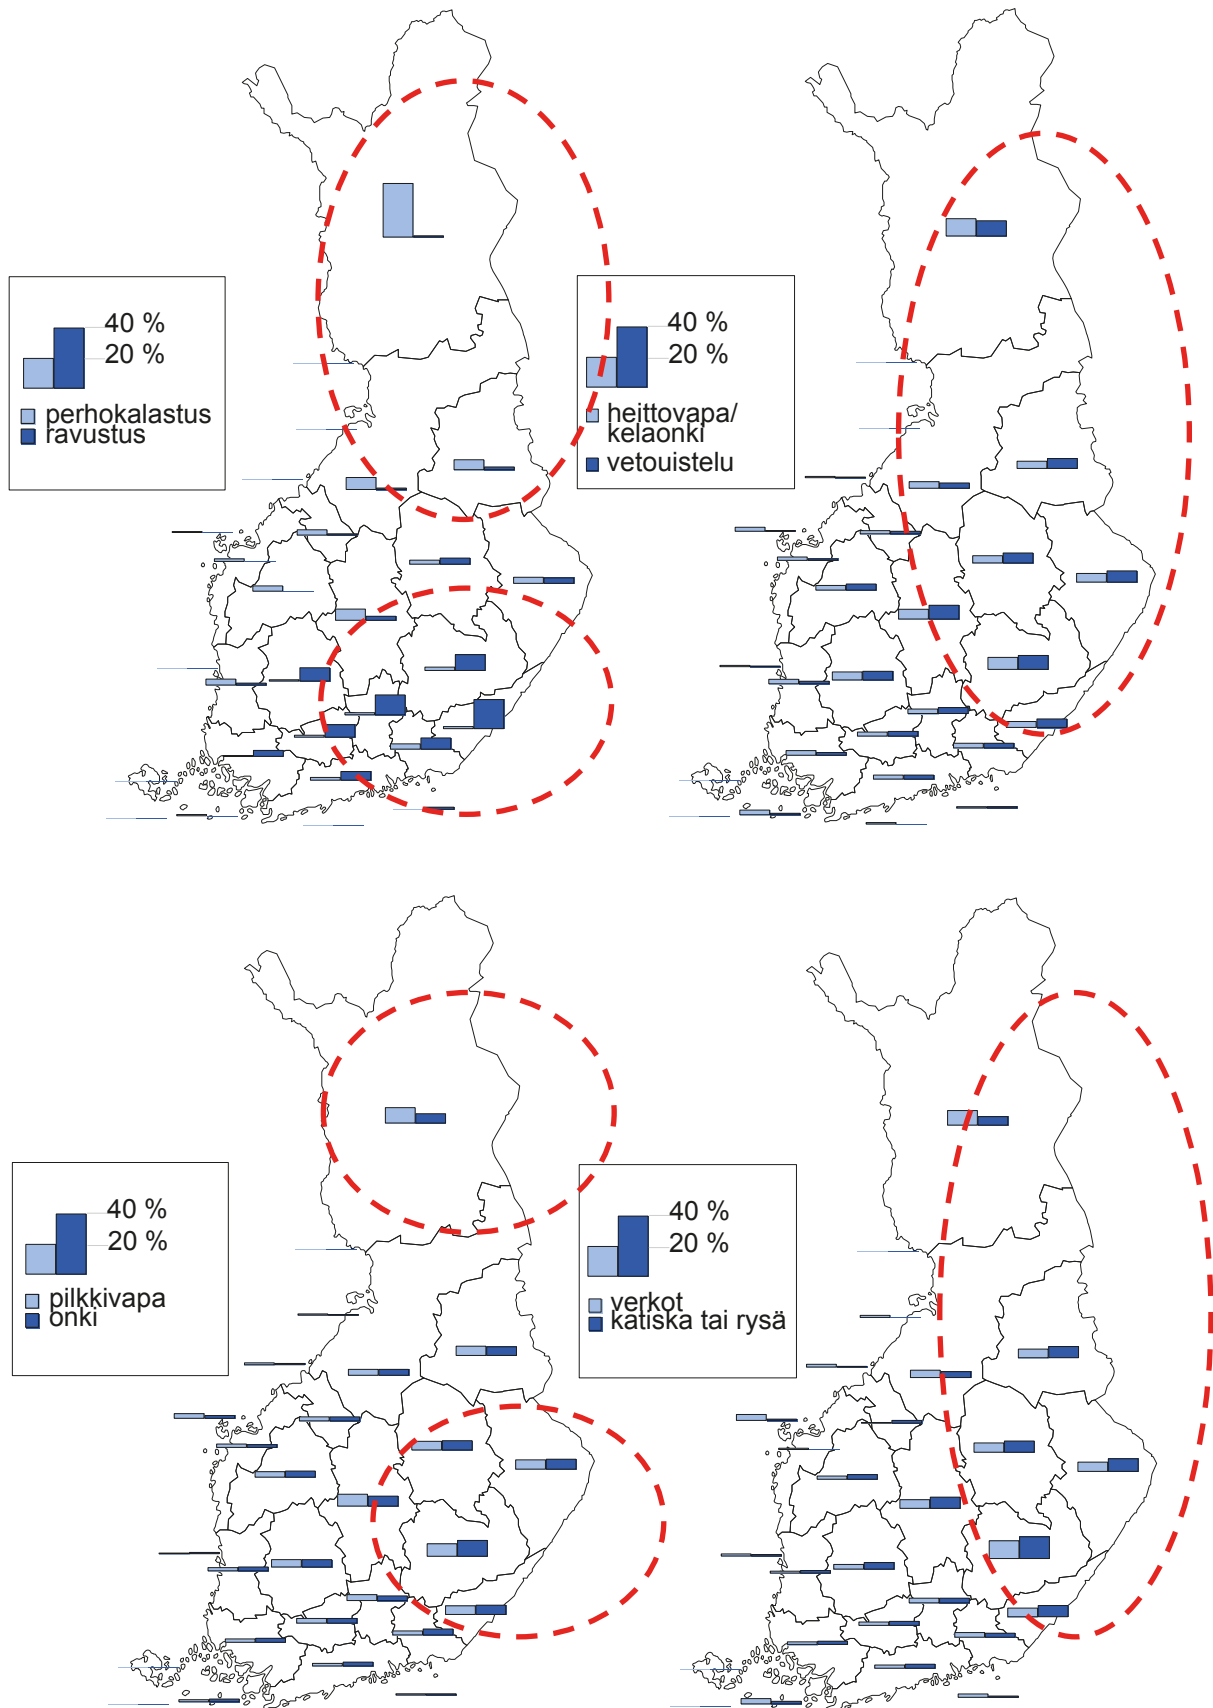 40 %
20 %
perhokalastus
ravustus
40 %
20 %
heittovapa/
kelaonki
vetouistelu
40 %
20 %
pilkkivapa
onki
40 %
20 %
verkot
katiska tai rysä